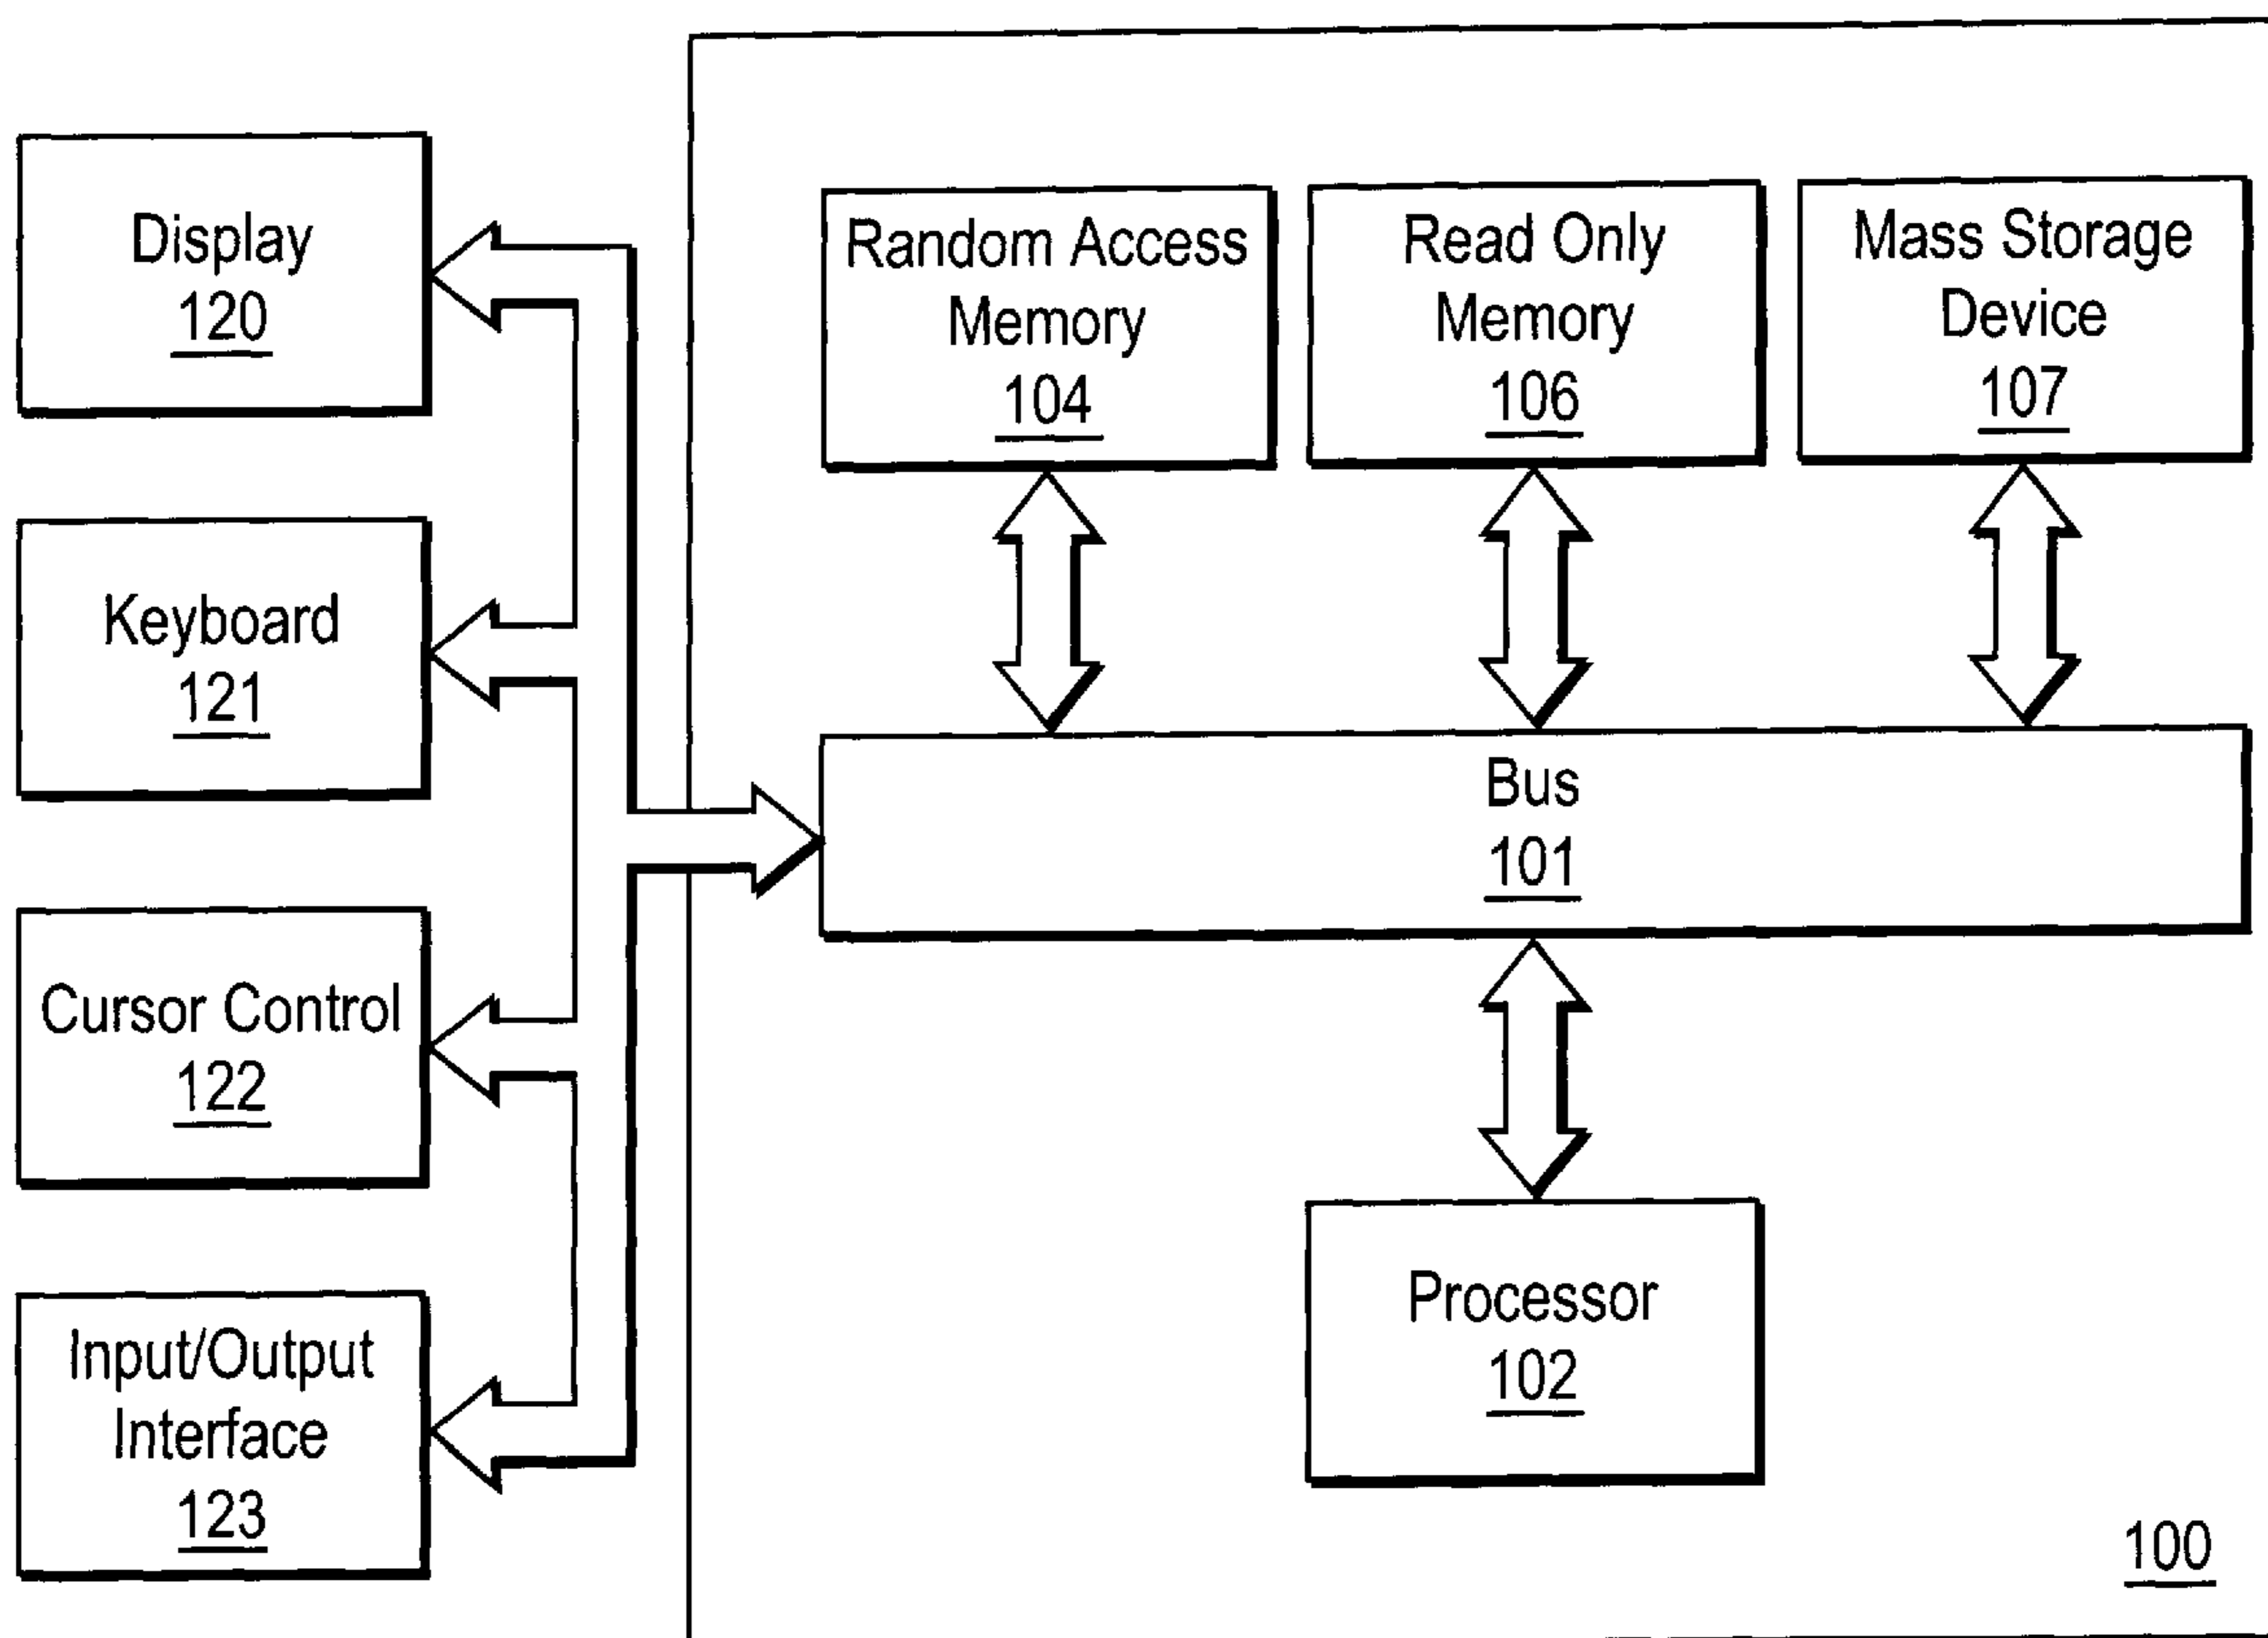 Display
120
Keyboard
121
Cursor Control
122
Input/Output
Interface
123
Random Access
Memory
104
Read Only
Memory
106
Mass Storage
Device
107
Bus
101
Processor
102
100